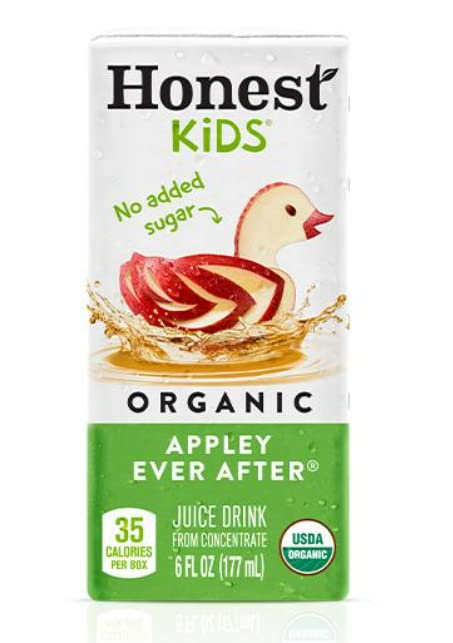 Honest
KiDS®
No added
sugar
ORGANIC
APPLEY
EVER AFTER®
35
CALORIES
PER BOX
JUICE DRINK
FROM CONCENTRATE
6 FL OZ (177 mL)
USDA
ORGANIC